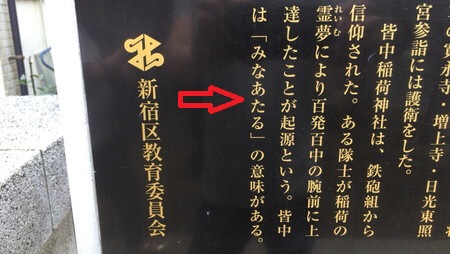 の寛永寺・増上寺・日光東照
宮参詣には護衛をした。
皆中稲荷神社は、鉄砲組から
信仰された。ある隊士が稲荷の
霊夢により百発百中の腕前に上
れいむ
達したことが起源という。皆中
は「みなあたる」の意味がある。
新宿区教育委員会